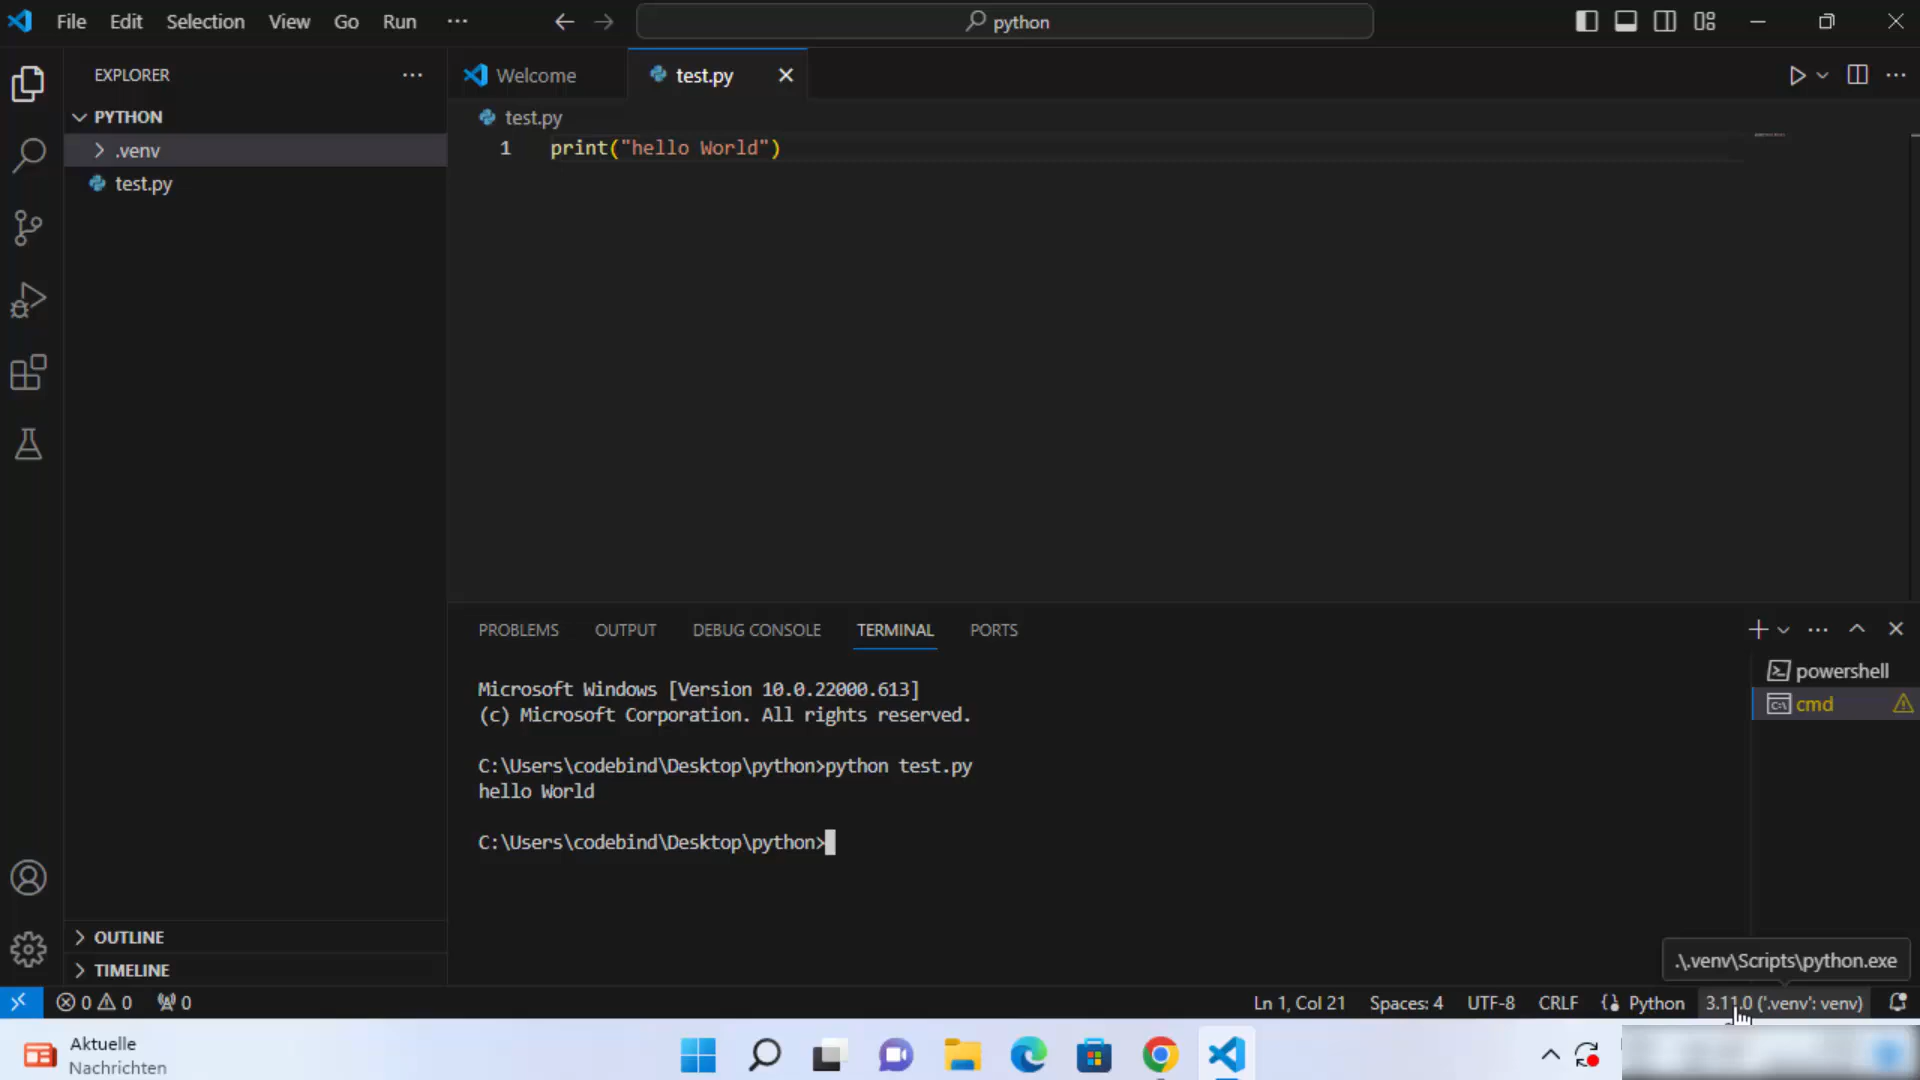 File Edit Selection View Go Run ··· python
EXPLORER ···
Welcome test.py
PYTHON
test.py
.venv
1 print("hello World")
test.py
PROBLEMS OUTPUT DEBUG CONSOLE TERMINAL PORTS
powershell
Microsoft Windows [Version 10.0.22000.613]
cmd
(c) Microsoft Corporation. All rights reserved.
C:\Users\codebind\Desktop\python>python test.py
hello World
C:\Users\codebind\Desktop\python>
OUTLINE
.\.venv\Scripts\python.exe
TIMELINE
0 0 0 Ln 1, Col 21 Spaces: 4 UTF-8 CRLF Python 3.11.0 ('.venv': venv)
Aktuelle
Nachrichten